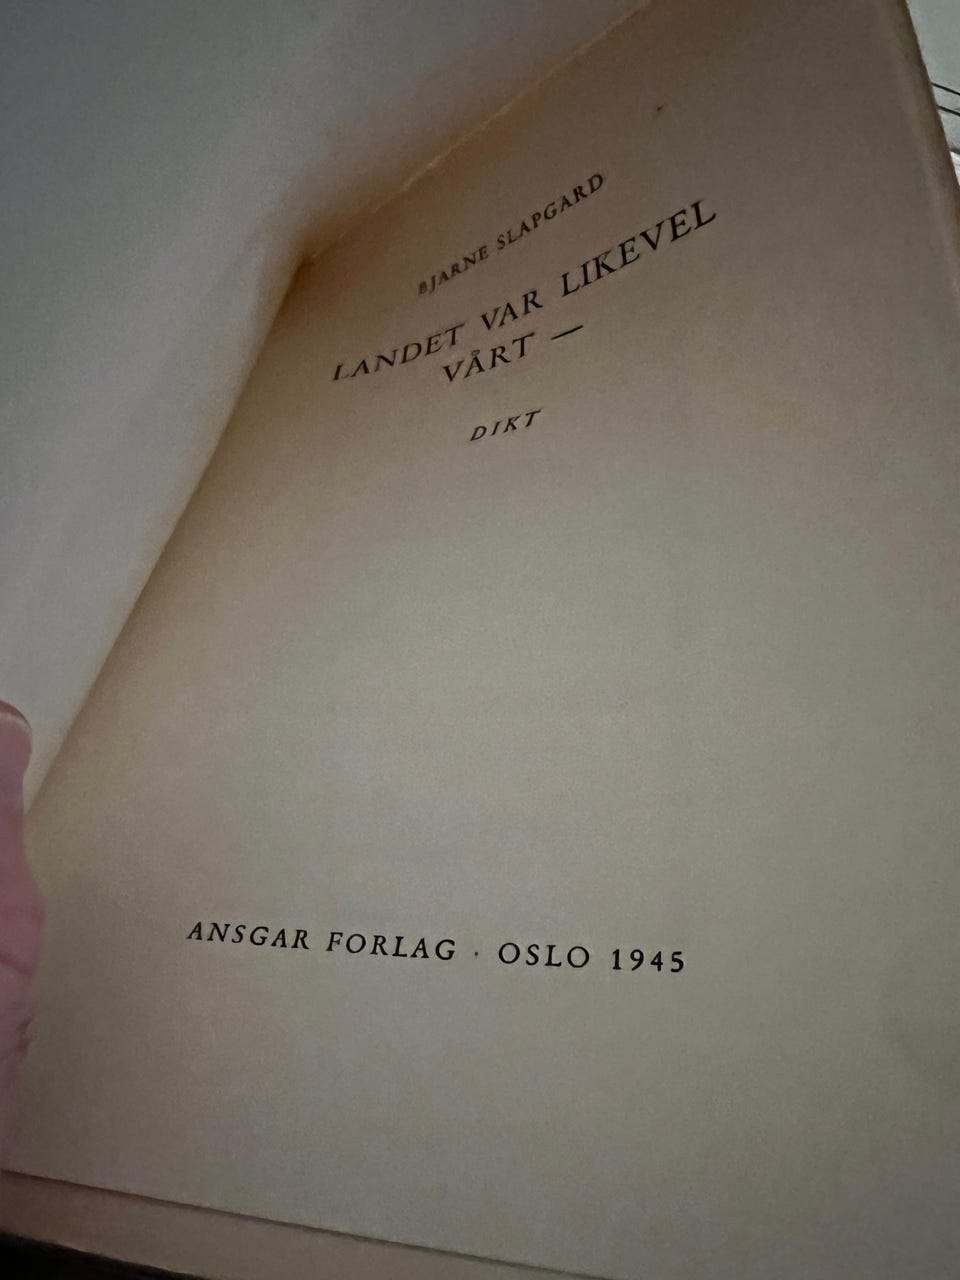 BJARNE SLAPGARD
LANDET VAR LIKEVEL
VÅRT —
DIKT
ANSGAR FORLAG · OSLO 1945